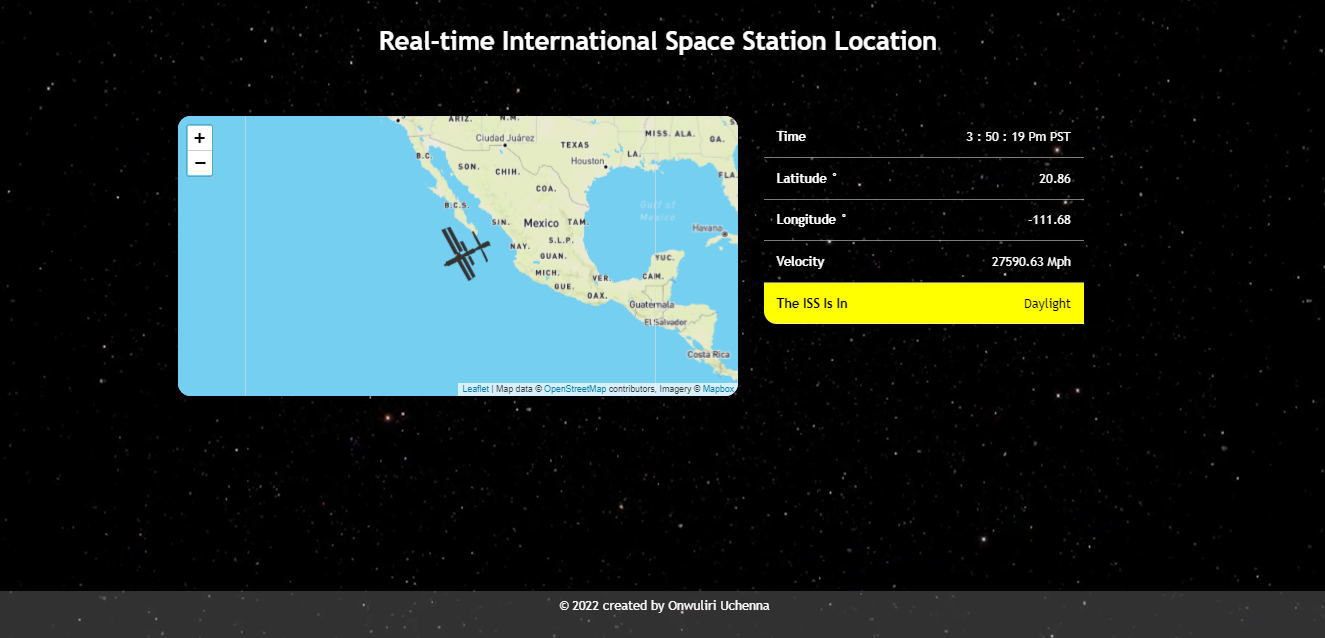 Real-time International Space Station Location
+
−
ARIZ. N.M.
Ciudad Juárez
TEXAS
MISS. ALA.
GA.
B.C.
SON.
CHIH.
Houston
LA.
FLA.
COA.
B.C.S.
SIN.
Mexico
TAM.
Gulf of
Mexico
Havana
NAY.
S.L.P.
GUAN.
YUC.
MICH.
VER.
CAM.
GUE.
OAX.
Guatemala
El Salvador
Costa Rica
Leaflet | Map data © OpenStreetMap contributors, Imagery © Mapbox
Time 3 : 50 : 19 Pm PST
Latitude ° 20.86
Longitude ° -111.68
Velocity 27590.63 Mph
The ISS Is In Daylight
© 2022 created by Onwuliri Uchenna